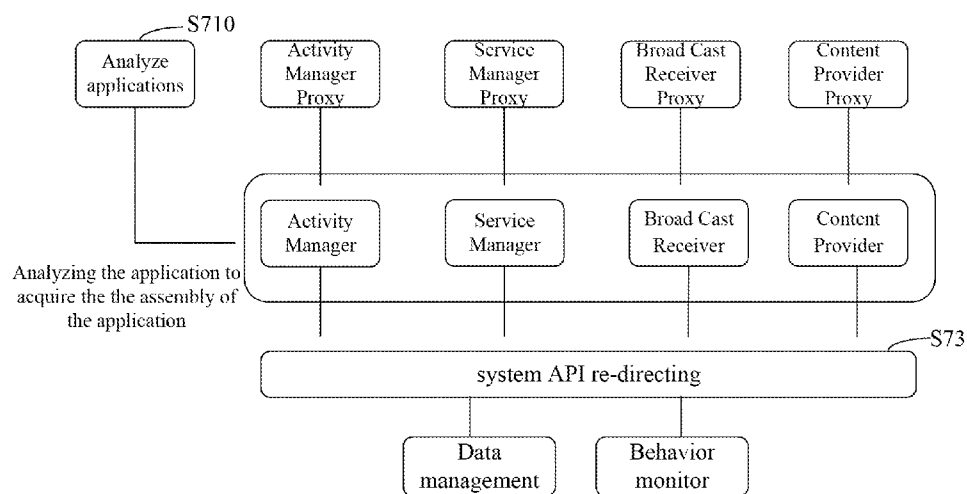 S710
Analyze
applications
Activity
Manager
Proxy
Service
Manager
Proxy
Broad Cast
Receiver
Proxy
Content
Provider
Proxy
Activity
Manager
Service
Manager
Broad Cast
Receiver
Content
Provider
Analyzing the application to
acquire the the assembly of
the application
S73
system API re-directing
Data
management
Behavior
monitor